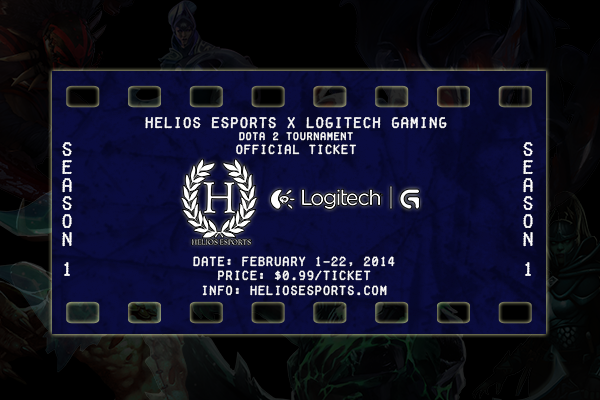 HELIOS ESPORTS X LOGITECH GAMING
DOTA 2 TOURNAMENT
OFFICIAL TICKET
SEASON 1
H
HELIOS ESPORTS
Logitech | G
SEASON 1
DATE: FEBRUARY 1-22, 2014
PRICE: $0.99/TICKET
INFO: HELIOSESPORTS.COM